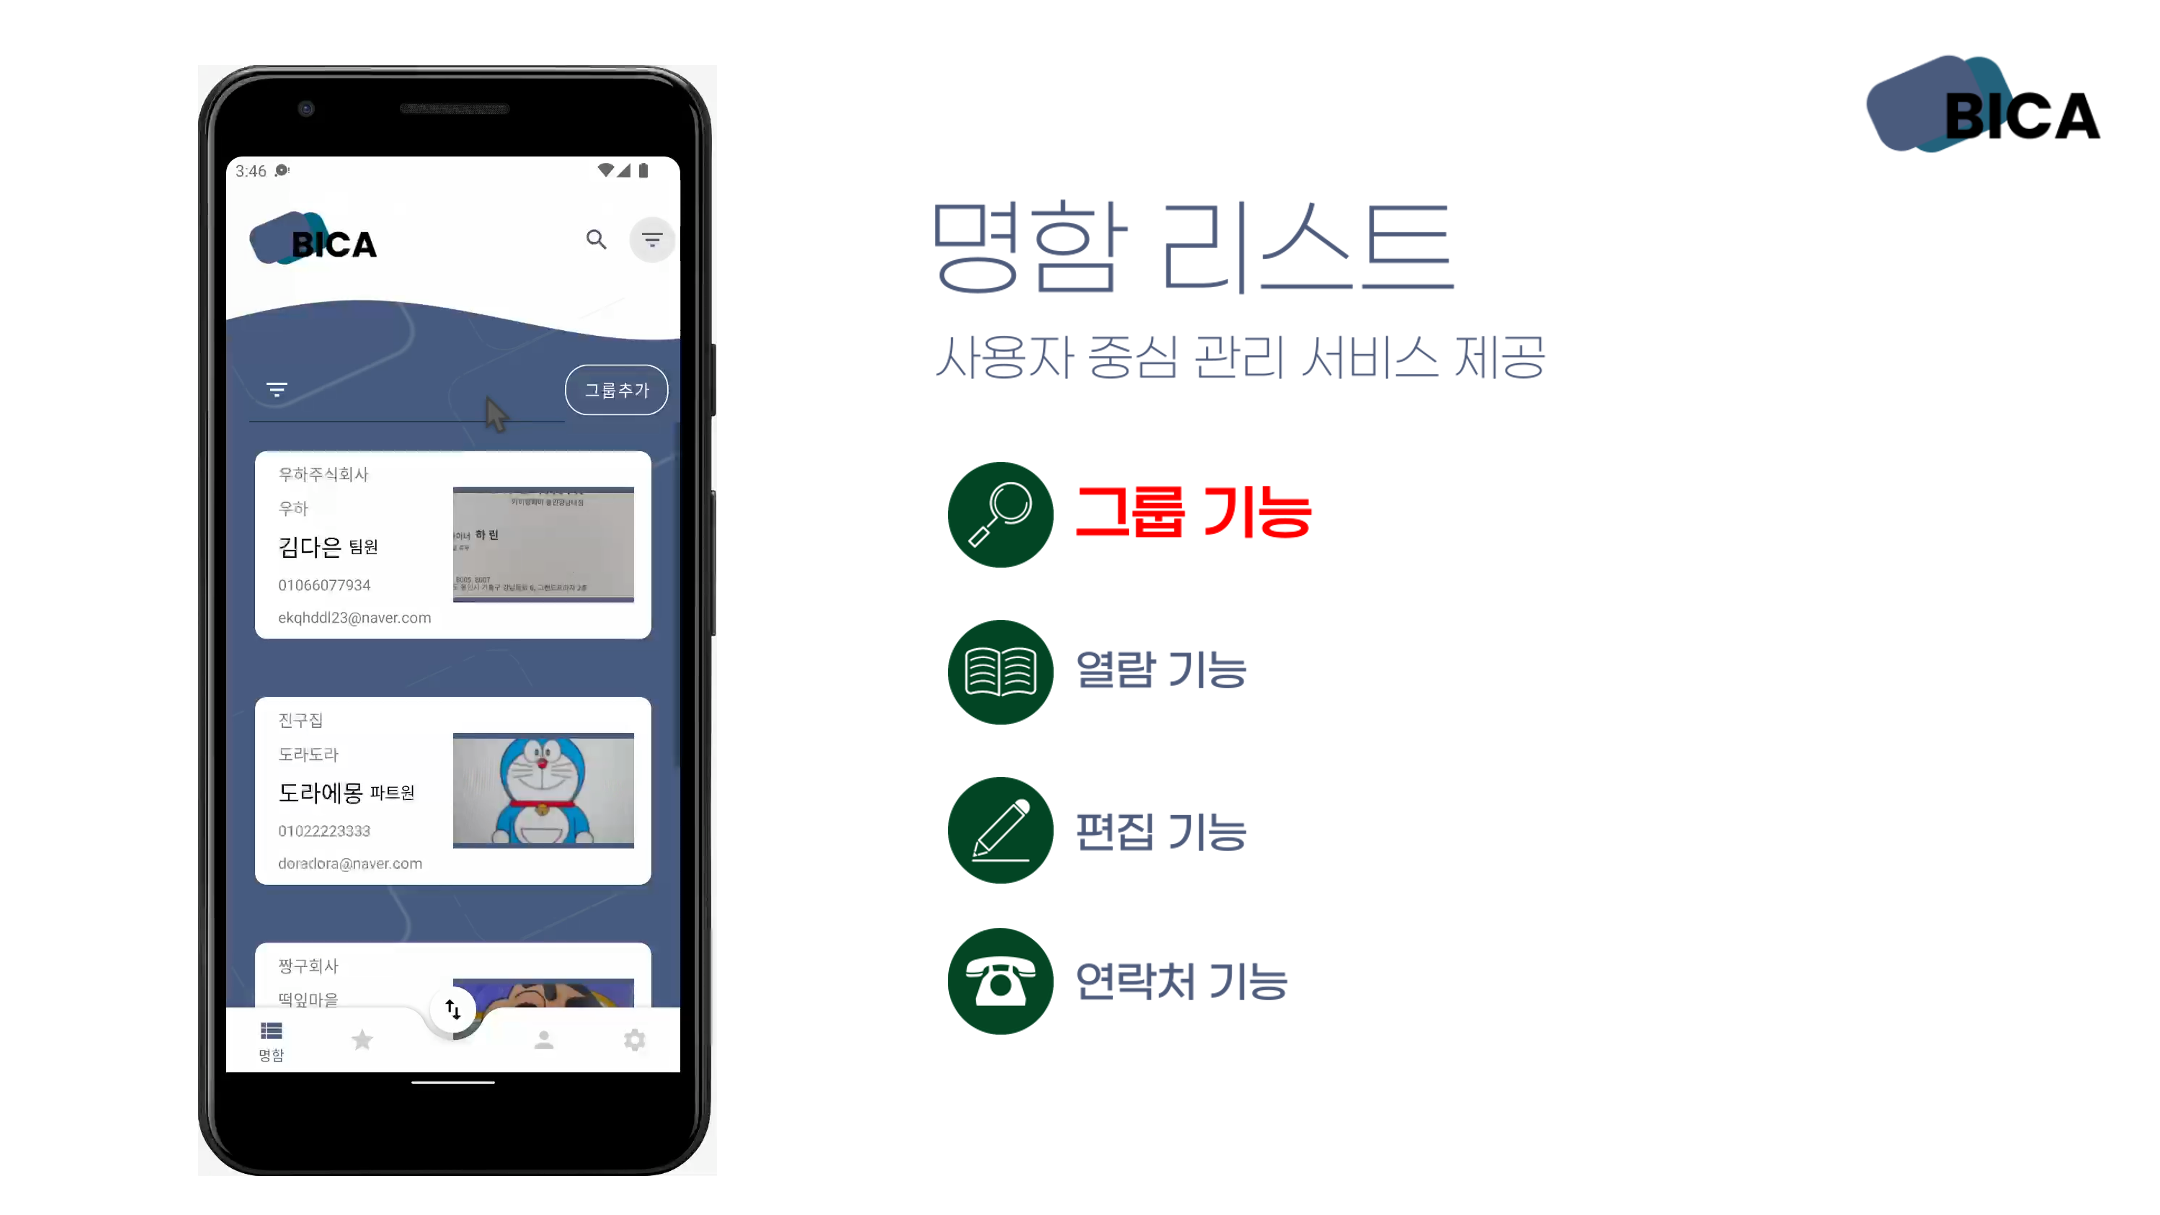 3:46
BICA
그룹추가
우하주식회사
우하
김다은 팀원
01066077934
ekqhddl23@naver.com
하 린
진구집
도라도라
도라에몽 파트원
01022223333
doradora@naver.com
짱구회사
떡잎마을
명함
BICA
명함 리스트
사용자 중심 관리 서비스 제공
그룹 기능
열람 기능
편집 기능
연락처 기능